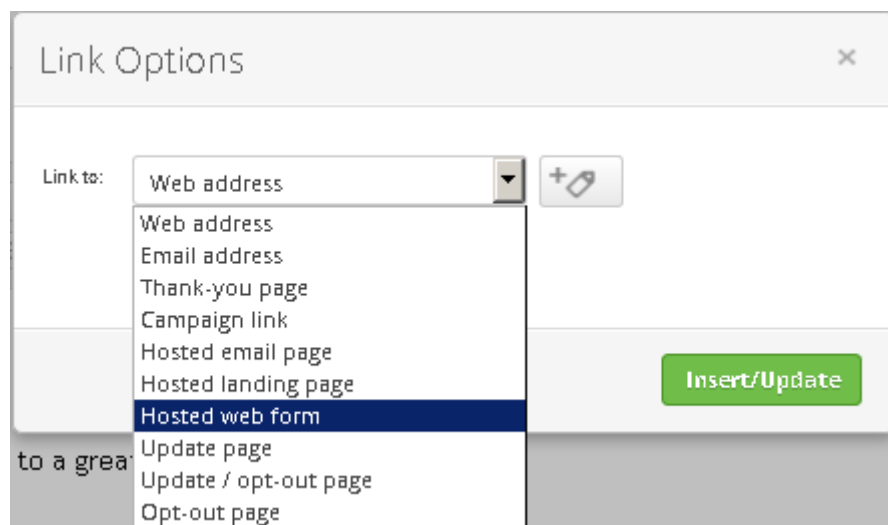 Link Options
×
Link to:
Web address
Web address
Email address
Thank-you page
Campaign link
Hosted email page
Hosted landing page
Hosted web form
Update page
Update / opt-out page
Opt-out page
Insert/Update
to a